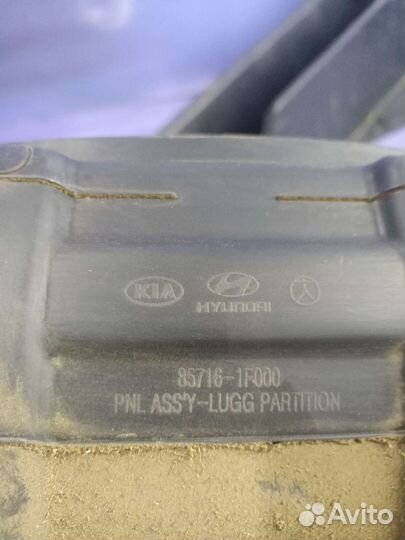 KIA
HYUNDAI
85716-1F000
PNL ASS'Y-LUGG PARTITION
Avito